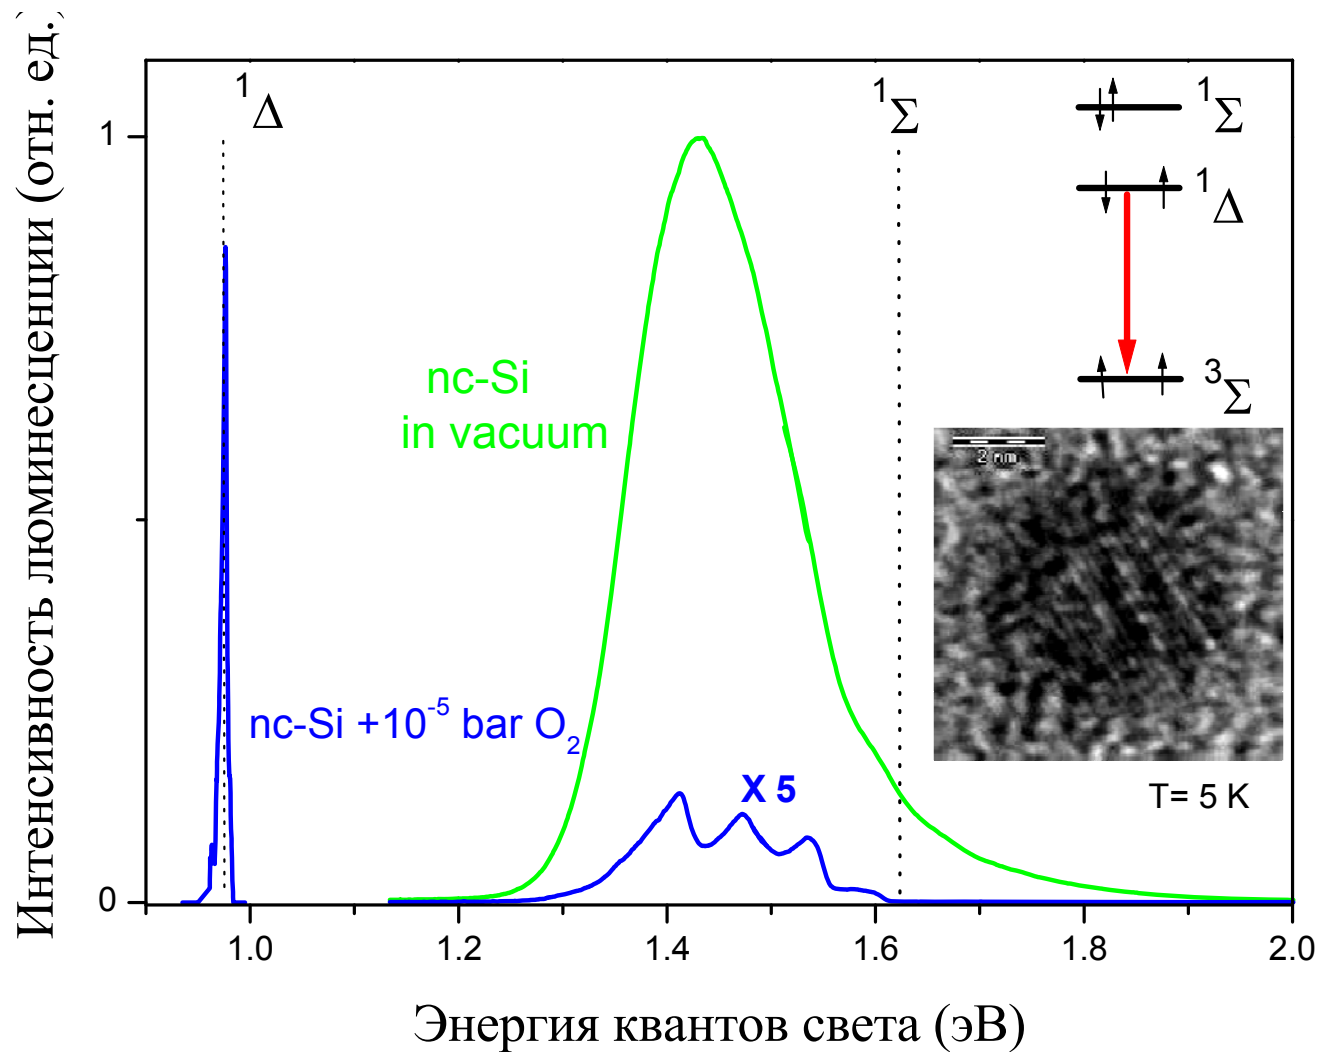 Интенсивность люминесценции (отн. ед.)
1
0
¹Δ
¹Σ
¹Σ
¹Δ
³Σ
nc-Si
in vacuum
2 nm
nc-Si +10⁻⁵ bar O₂
X 5
T= 5 K
1.0 1.2 1.4 1.6 1.8 2.0
Энергия квантов света (эВ)